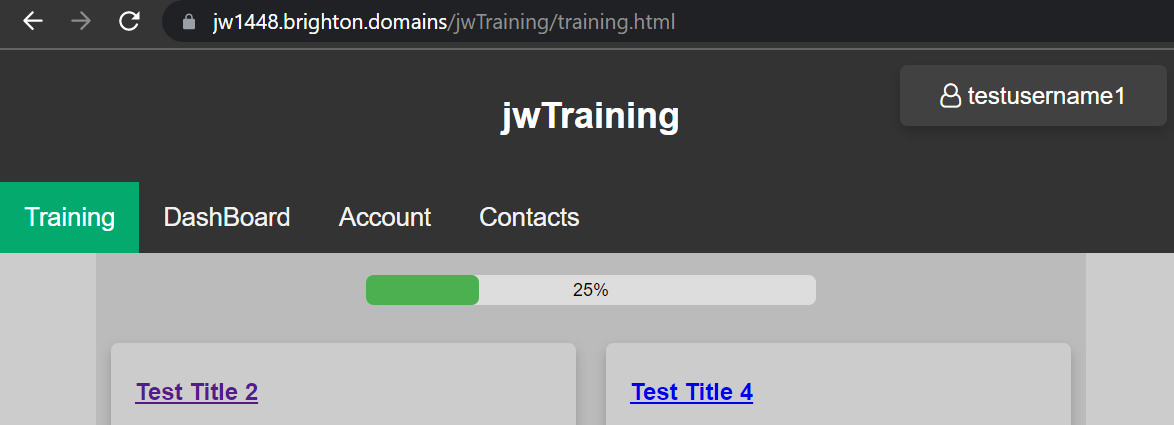 jw1448.brighton.domains/jwTraining/training.html
testusername1
jwTraining
Training DashBoard Account Contacts
25%
Test Title 2 Test Title 4